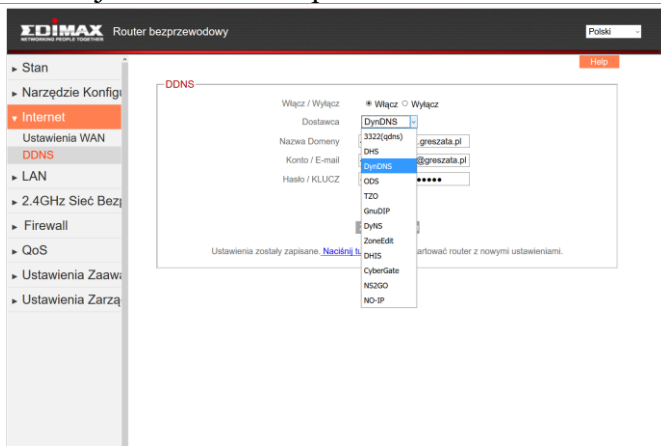 EDIMAX Router bezprzewodowy Polski
NETWORKING PEOPLE TOGETHER
Help
Stan
Narzędzie Konfigu
Internet
Ustawienia WAN
DDNS
LAN
2.4GHz Sieć Bezp
Firewall
QoS
Ustawienia Zaawa
Ustawienia Zarzą
DDNS
Włącz / Wyłącz Włącz Wyłącz
Dostawca DynDNS
Nazwa Domeny .greszata.pl
Konto / E-mail @greszata.pl
Hasło / KLUCZ
3322(qdns)
DHS
DynDNS
ODS
TZO
GnuDIP
DyNS
ZoneEdit
DHIS
CyberGate
NS2GO
NO-IP
Ustawienia zostały zapisane. Naciśnij router z nowymi ustawieniami.